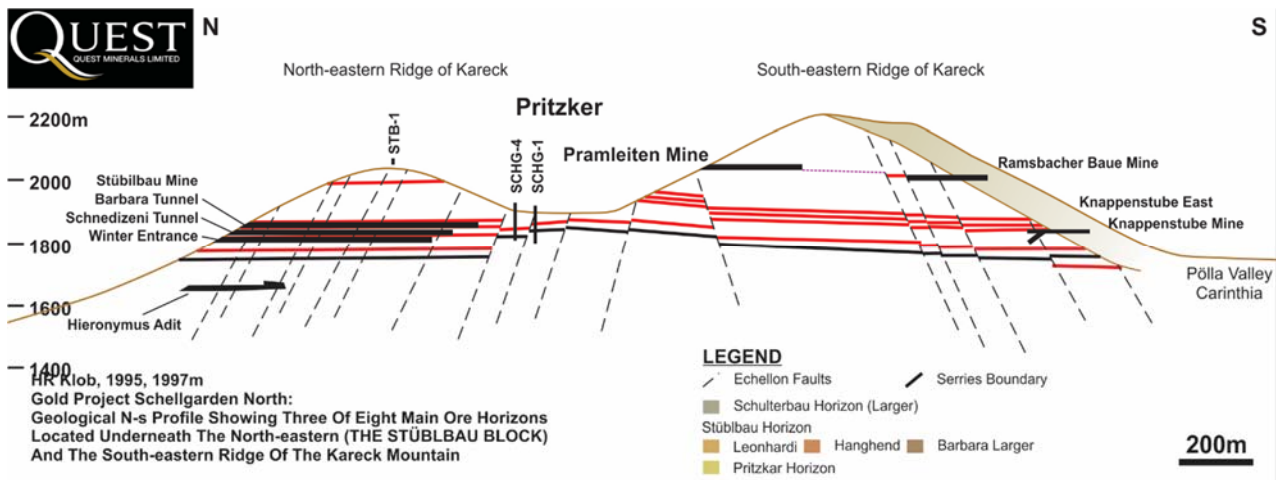 QUEST
QUEST MINERALS LIMITED
N
S
North-eastern Ridge of Kareck
South-eastern Ridge of Kareck
2200m
STB-1
Pritzker
SCHG-4
SCHG-1
Pramleiten Mine
Ramsbacher Baue Mine
2000
Stübilbau Mine
Barbara Tunnel
Schnedizeni Tunnel
Winter Entrance
Knappenstube East
Knappenstube Mine
1800
Pölla Valley
Carinthia
1600
Hieronymus Adit
1400
HR Klob, 1995, 1997m
Gold Project Schellgarden North:
Geological N-s Profile Showing Three Of Eight Main Ore Horizons
Located Underneath The North-eastern (THE STÜBLBAU BLOCK)
And The South-eastern Ridge Of The Kareck Mountain
LEGEND
Echellon Faults
Serries Boundary
Schulterbau Horizon (Larger)
Stüblbau Horizon
Leonhardi
Hanghend
Barbara Larger
Pritzkar Horizon
200m